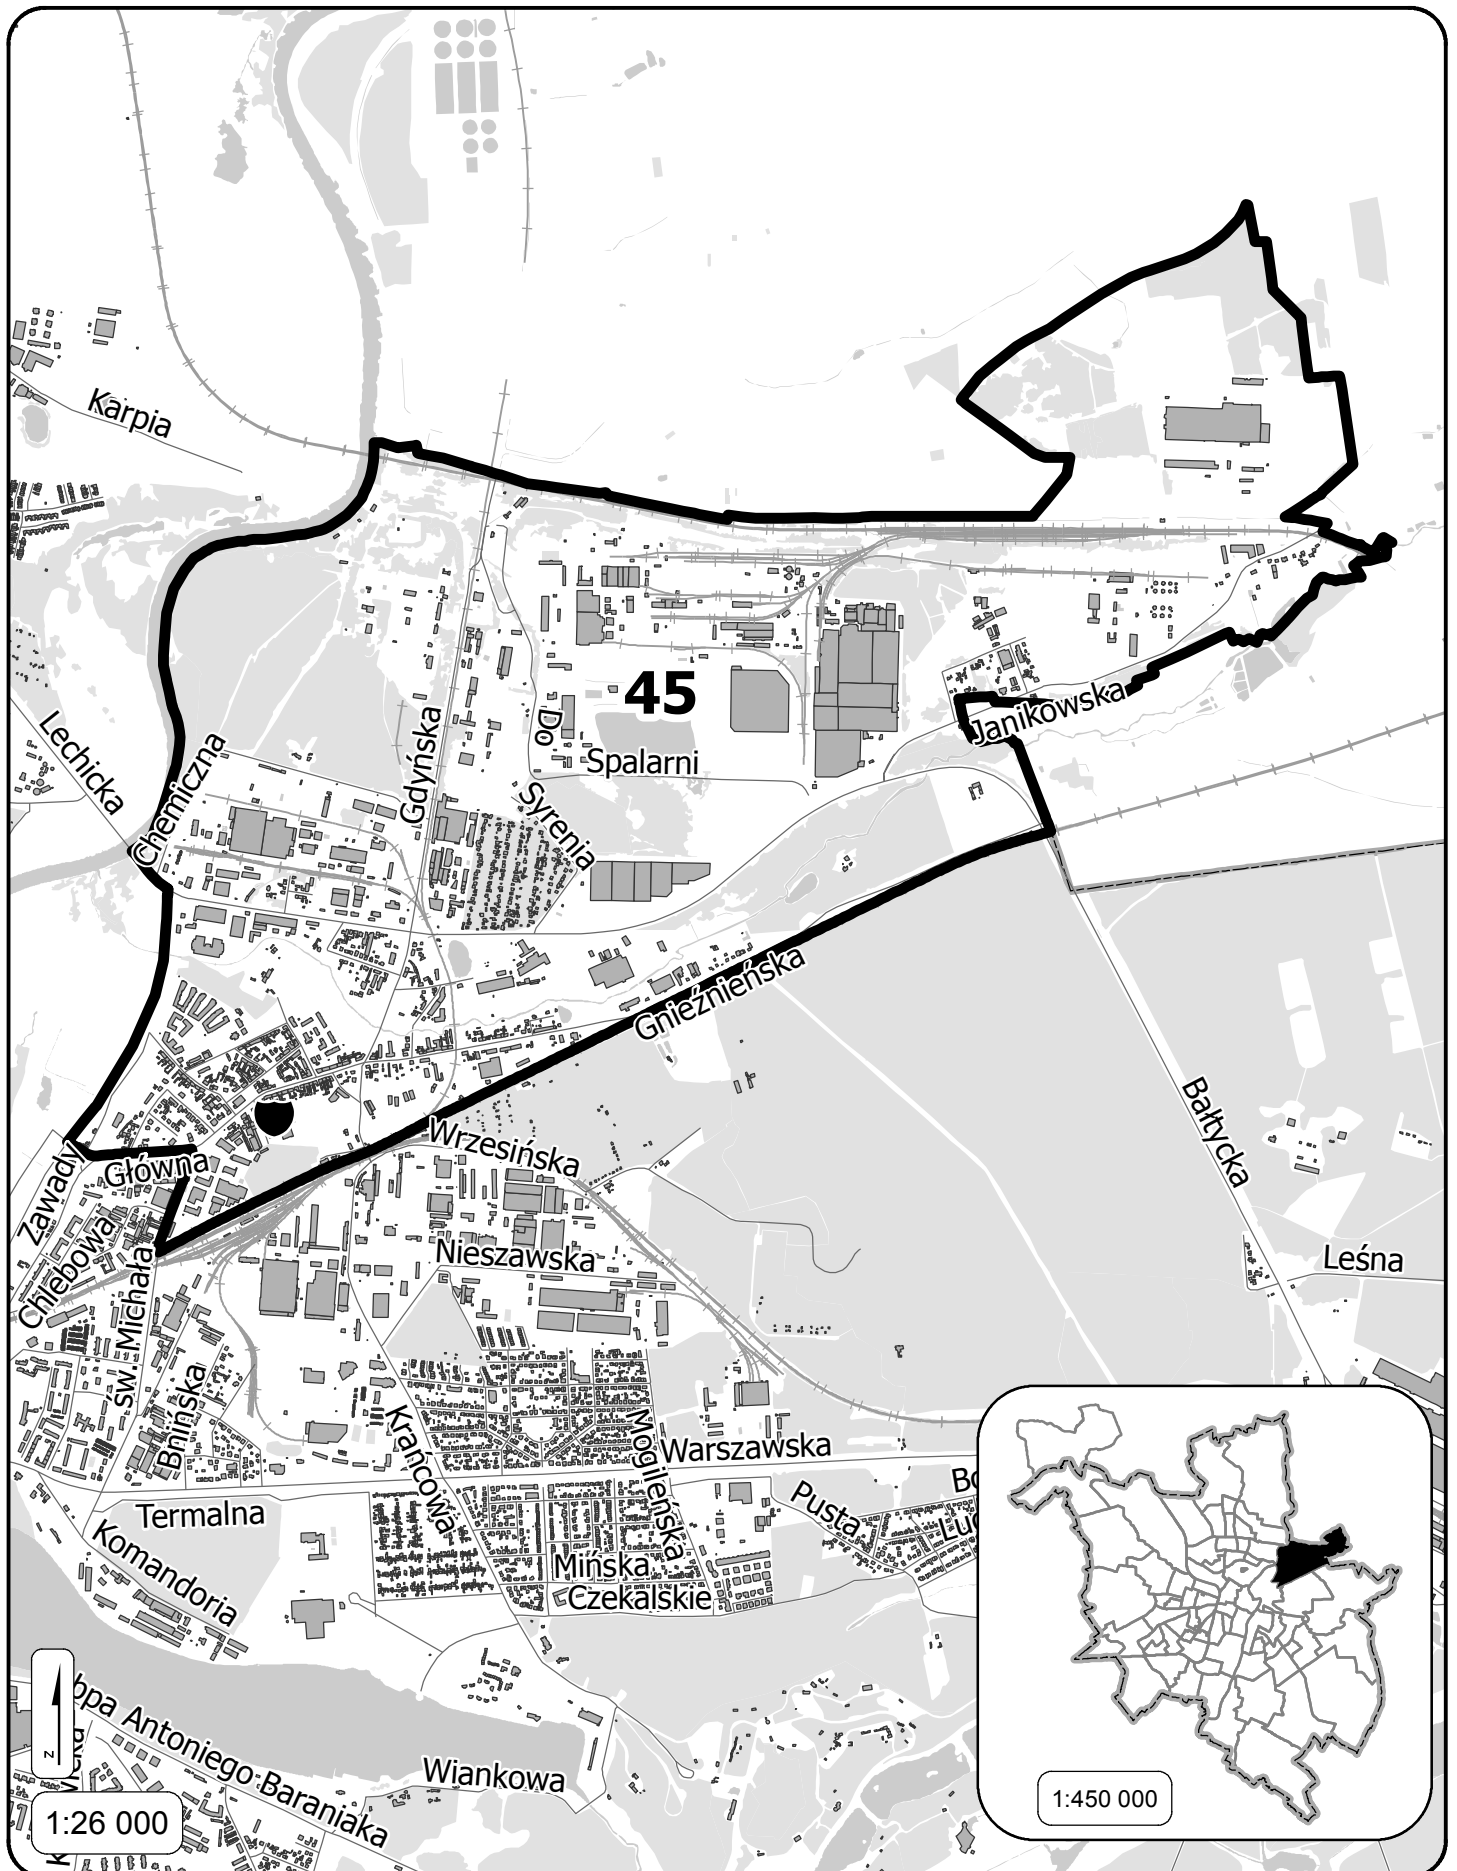 Karpia
45
Lechicka
Chemiczna
Gdyńska
Do
Spalarni
Syrenia
Janikowska
Gnieźnieńska
Bałtycka
Wrzesińska
Zawady
Główna
Chlebowa
św. Michała
Nieszawska
Leśna
Bnińska
Krańcowa
Mogileńska
Warszawska
Termalna
Pusta
Komandoria
Mińska
Czekalskie
bpa Antoniego Baraniaka
Wiankowa
z
1:26 000
1:450 000